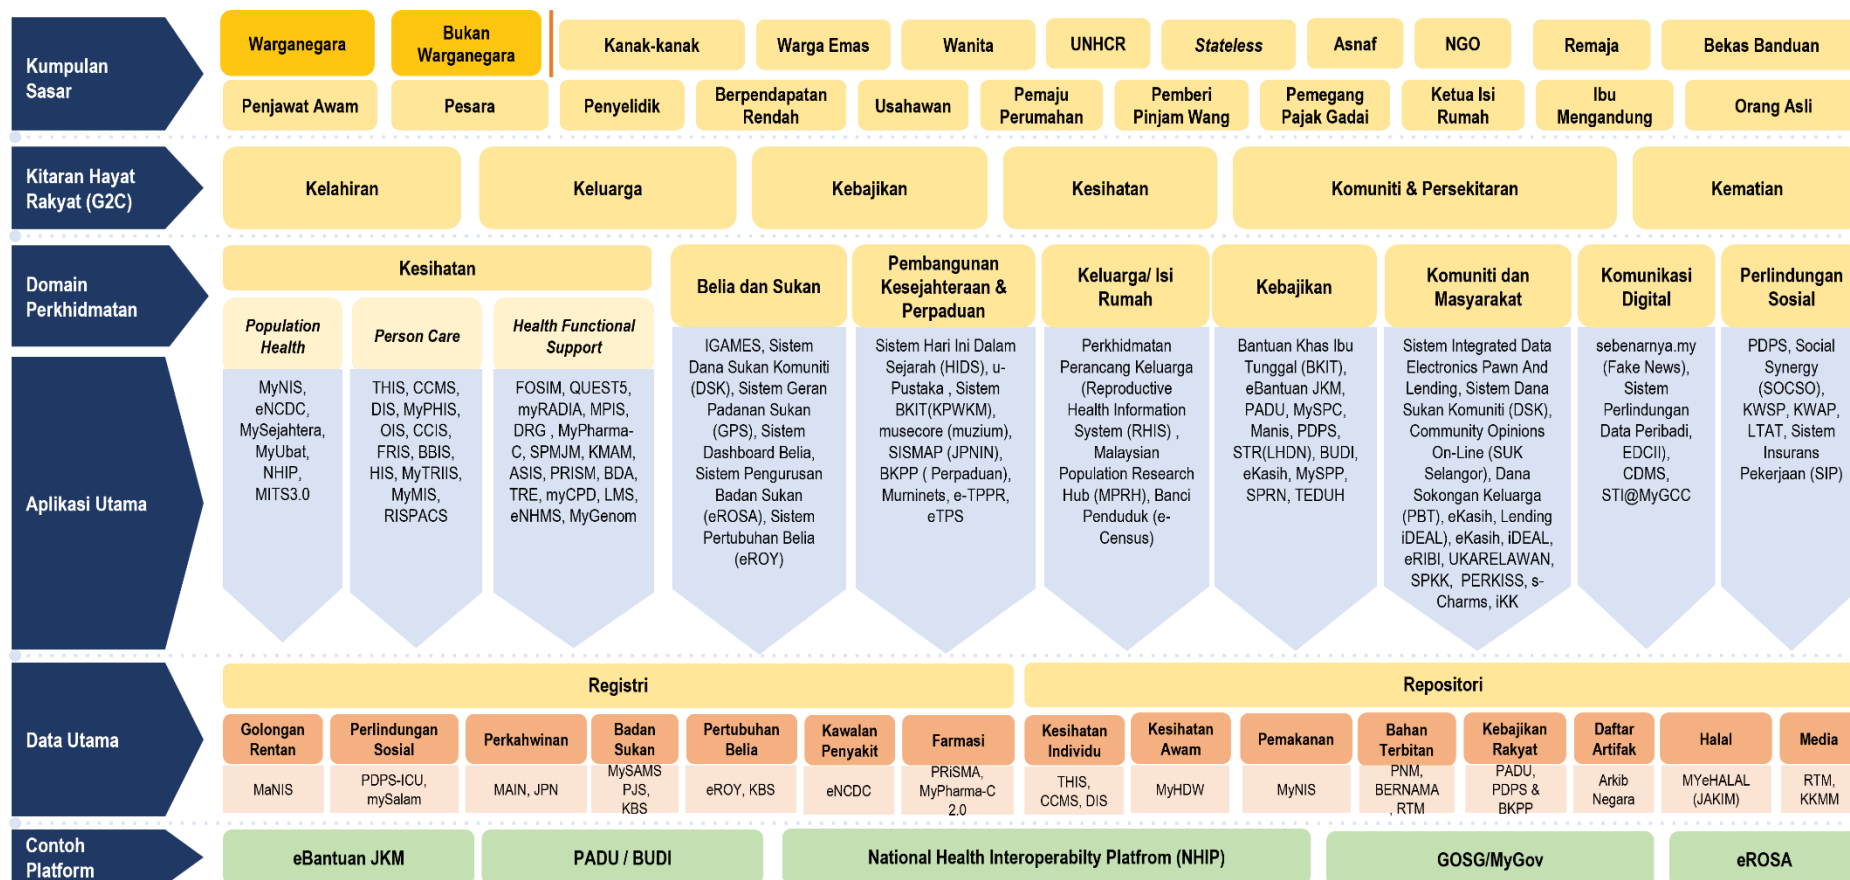 Kumpulan
Sasar
Warganegara
Bukan
Warganegara
Kanak-kanak
Warga Emas
Wanita
UNHCR
Stateless
Asnaf
NGO
Remaja
Bekas Banduan
Penjawat Awam
Pesara
Penyelidik
Berpendapatan
Rendah
Usahawan
Pemaju
Perumahan
Pemberi
Pinjam Wang
Pemegang
Pajak Gadai
Ketua Isi
Rumah
Ibu
Mengandung
Orang Asli
Kitaran Hayat
Rakyat (G2C)
Kelahiran
Keluarga
Kebajikan
Kesihatan
Komuniti & Persekitaran
Kematian
Domain
Perkhidmatan
Kesihatan
Population
Health
Person Care
Health Functional
Support
Belia dan Sukan
Pembangunan
Kesejahteraan &
Perpaduan
Keluarga/ Isi
Rumah
Kebajikan
Komuniti dan
Masyarakat
Komunikasi
Digital
Perlindungan
Sosial
Aplikasi Utama
MyNIS,
eNCDC,
MySejahtera,
MyUbat,
NHIP,
MITS3.0
THIS, CCMS,
DIS, MyPHIS,
OIS, CCIS,
FRIS, BBIS,
HIS, MyTRIIS,
MyMIS,
RISPACS
FOSIM, QUEST5,
myRADIA, MPIS,
DRG , MyPharma-
C, SPMJM, KMAM,
ASIS, PRISM, BDA,
TRE, myCPD, LMS,
eNHMS, MyGenom
IGAMES, Sistem
Dana Sukan Komuniti
(DSK), Sistem Geran
Padanan Sukan
(GPS), Sistem
Dashboard Belia,
Sistem Pengurusan
Badan Sukan
(eROSA), Sistem
Pertubuhan Belia
(eROY)
Sistem Hari Ini Dalam
Sejarah (HIDS), u-
Pustaka , Sistem
BKIT(KPWKM),
musecore (muzium),
SISMAP (JPNIN),
BKPP ( Perpaduan),
Murninets, e-TPPR,
eTPS
Perkhidmatan
Perancang Keluarga
(Reproductive
Health Information
System (RHIS) ,
Malaysian
Population Research
Hub (MPRH), Banci
Penduduk (e-
Census)
Bantuan Khas Ibu
Tunggal (BKIT),
eBantuan JKM,
PADU, MySPC,
Manis, PDPS,
STR(LHDN), BUDI,
eKasih, MySPP,
SPRN, TEDUH
Sistem Integrated Data
Electronics Pawn And
Lending, Sistem Dana
Sukan Komuniti (DSK),
Community Opinions
On-Line (SUK
Selangor), Dana
Sokongan Keluarga
(PBT), eKasih, Lending
iDEAL), eKasih, iDEAL,
eRIBI, UKARELAWAN,
SPKK, PERKISS, s-
Charms, iKK
sebenarnya.my
(Fake News),
Sistem
Perlindungan
Data Peribadi,
EDCII),
CDMS,
STI@MyGCC
PDPS, Social
Synergy
(SOCSO),
KWSP, KWAP,
LTAT, Sistem
Insurans
Pekerjaan (SIP)
Data Utama
Registri
Repositori
Golongan
Rentan
Perlindungan
Sosial
Perkahwinan
Badan
Sukan
Pertubuhan
Belia
Kawalan
Penyakit
Farmasi
Kesihatan
Individu
Kesihatan
Awam
Pemakanan
Bahan
Terbitan
Kebajikan
Rakyat
Daftar
Artifak
Halal
Media
MaNIS
PDPS-ICU,
mySalam
MAIN, JPN
MySAMS
PJS,
KBS
eROY, KBS
eNCDC
PRiSMA,
MyPharma-C
2.0
THIS,
CCMS, DIS
MyHDW
MyNIS
PNM,
BERNAMA
, RTM
PADU,
PDPS &
BKPP
Arkib
Negara
MYeHALAL
(JAKIM)
RTM,
KKMM
Contoh
Platform
eBantuan JKM
PADU / BUDI
National Health Interoperabilty Platfrom (NHIP)
GOSG/MyGov
eROSA